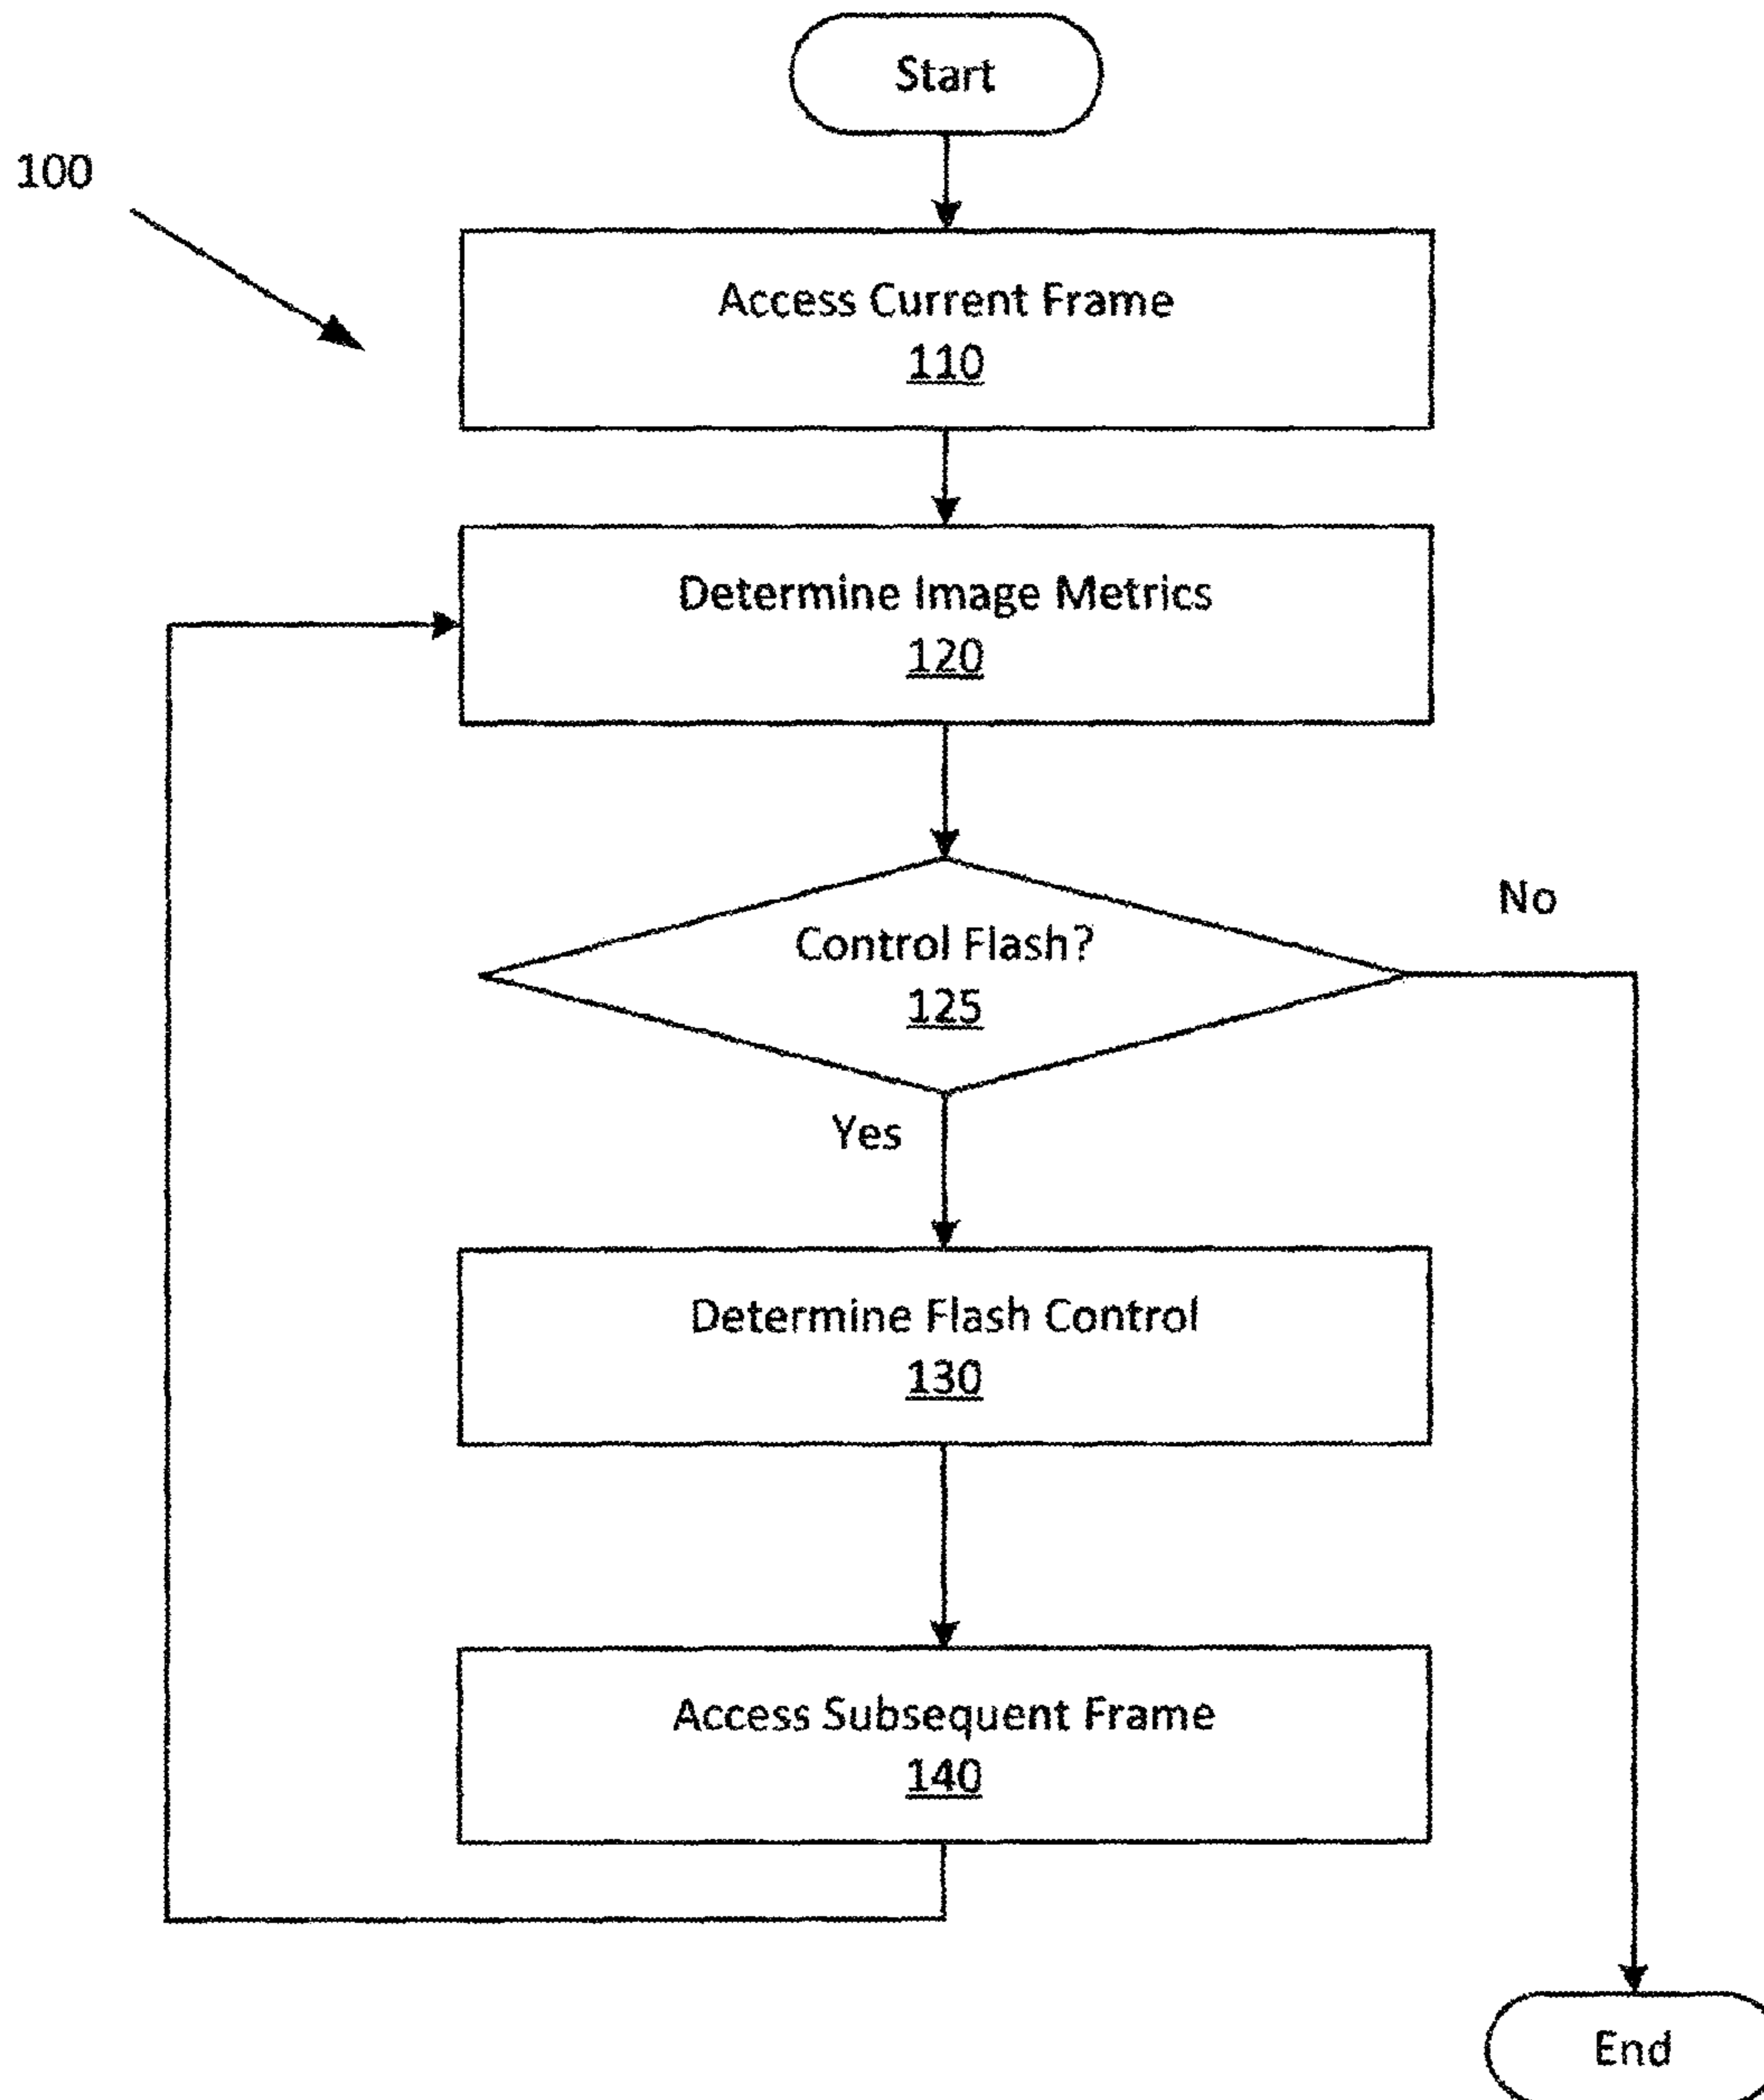 Start
100
Access Current Frame
110
Determine Image Metrics
120
No
Control Flash?
125
Yes
Determine Flash Control
130
Access Subsequent Frame
140
End